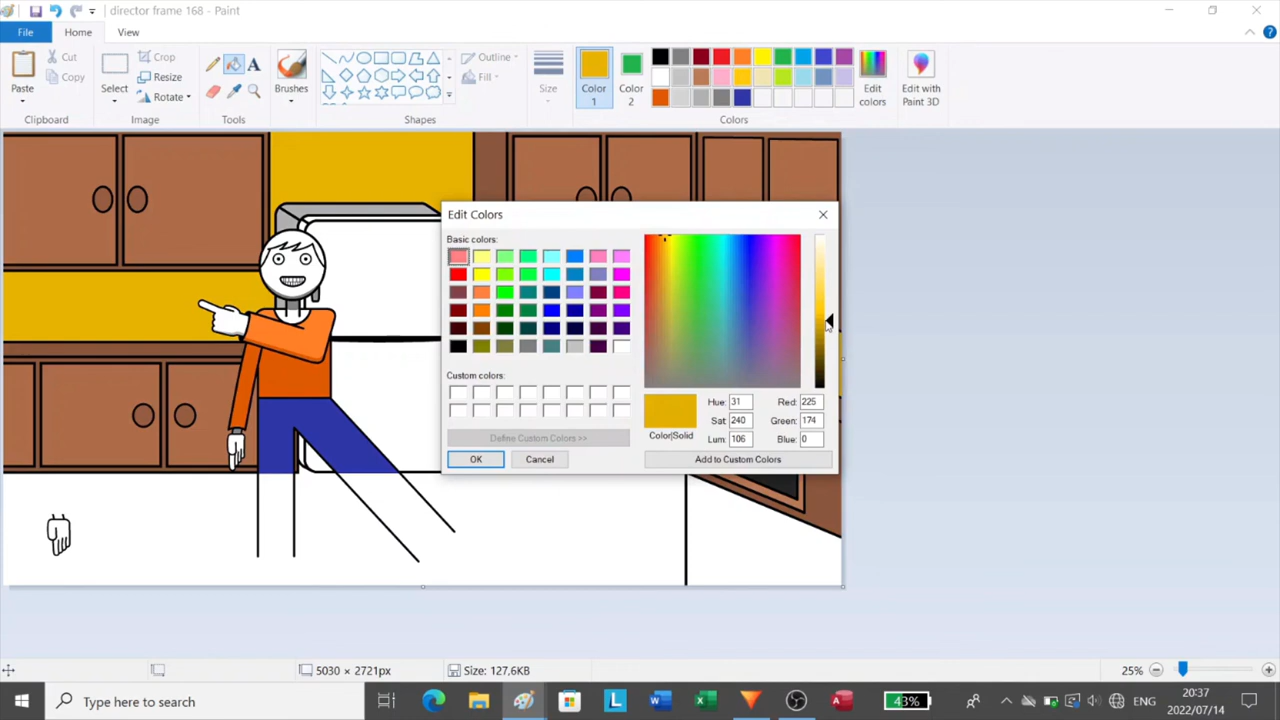 director frame 168 - Paint
File Home View
Paste
Cut
Copy
Clipboard
Select
Crop
Resize
Rotate
Image
A
Tools
Brushes
Outline
Fill
Shapes
Size
Color
1
Color
2
Edit
colors
Edit with
Paint 3D
Colors
Edit Colors
Basic colors:
Custom colors:
Define Custom Colors >>
OK Cancel
Color|Solid
Hue: 31 Red: 225
Sat: 240 Green: 174
Lum: 106 Blue: 0
Add to Custom Colors
5030 × 2721px Size: 127,6KB 25%
Type here to search
L
43%
ENG
20:37
2022/07/14